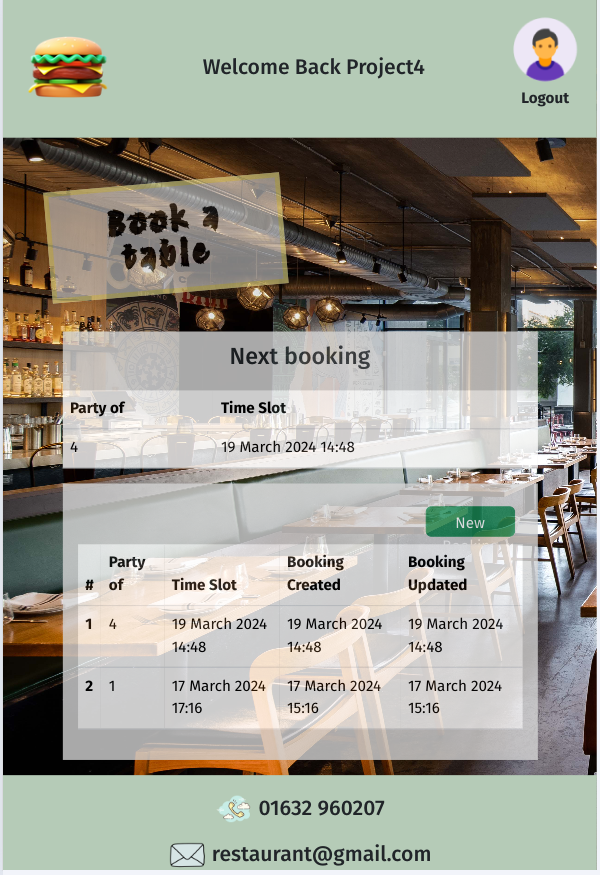 Welcome Back Project4
Logout
Book a
table
Next booking
Party of Time Slot
4 19 March 2024 14:48
New
Booking
# Party of Time Slot Booking Created Booking Updated
1 4 19 March 2024 14:48 19 March 2024 14:48 19 March 2024 14:48
2 1 17 March 2024 17:16 17 March 2024 15:16 17 March 2024 15:16
01632 960207
restaurant@gmail.com